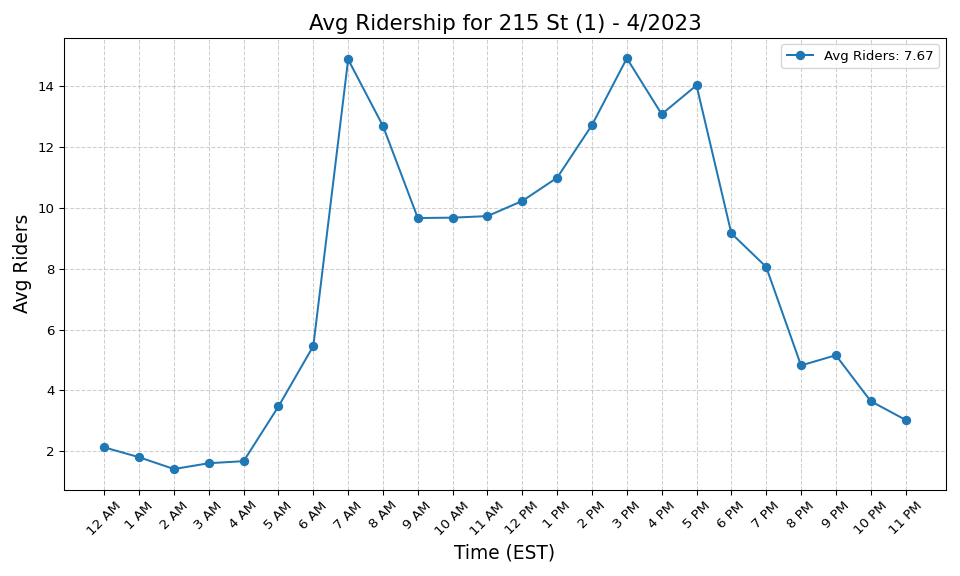 Avg Ridership for 215 St (1) - 4/2023
Avg Riders: 7.67
Avg Riders
14
12
10
8
6
4
2
12 AM
1 AM
2 AM
3 AM
4 AM
5 AM
6 AM
7 AM
8 AM
9 AM
10 AM
11 AM
12 PM
1 PM
2 PM
3 PM
4 PM
5 PM
6 PM
7 PM
8 PM
9 PM
10 PM
11 PM
Time (EST)